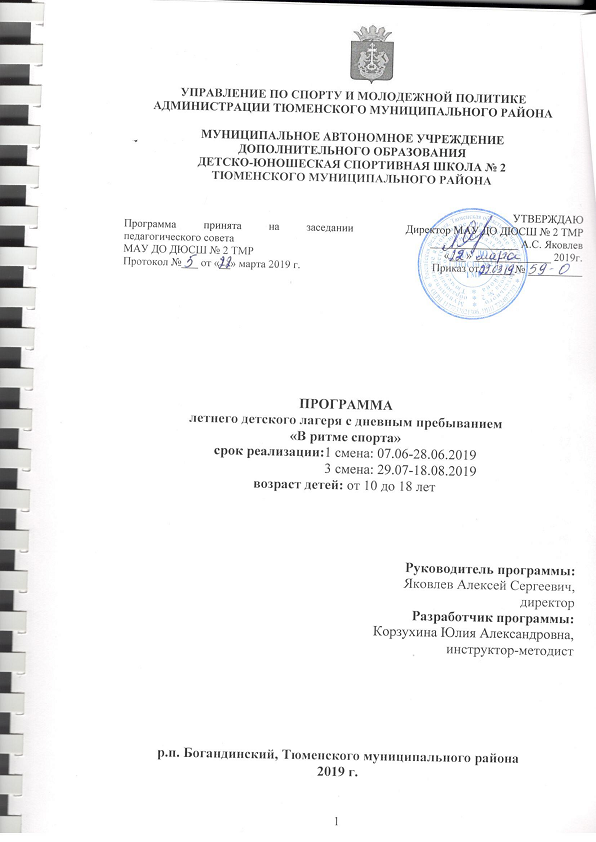 УПРАВЛЕНИЕ ПО СПОРТУ И МОЛОДЕЖНОЙ ПОЛИТИКЕ
АДМИНИСТРАЦИИ ТЮМЕНСКОГО МУНИЦИПАЛЬНОГО РАЙОНА
МУНИЦИПАЛЬНОЕ АВТОНОМНОЕ УЧРЕЖДЕНИЕ
ДОПОЛНИТЕЛЬНОГО ОБРАЗОВАНИЯ
ДЕТСКО-ЮНОШЕСКАЯ СПОРТИВНАЯ ШКОЛА № 2
ТЮМЕНСКОГО МУНИЦИПАЛЬНОГО РАЙОНА
Программа принята на заседании
педагогического совета
МАУ ДО ДЮСШ № 2 ТМР
Протокол № 5 от «» марта 2019 г.
УТВЕРЖДАЮ
Директор МАУ ДО ДЮСШ № 2 ТМР
А.С. Яковлев
«12» марта 2019г.
Приказ от № 59-О
ПРОГРАММА
летнего детского лагеря с дневным пребыванием
«В ритме спорта»
срок реализации:1 смена: 07.06-28.06.2019
3 смена: 29.07-18.08.2019
возраст детей: от 10 до 18 лет
Руководитель программы:
Яковлев Алексей Сергеевич,
директор
Разработчик программы:
Корзухина Юлия Александровна,
инструктор-методист
р.п. Богандинский, Тюменского муниципального района
2019 г.
1